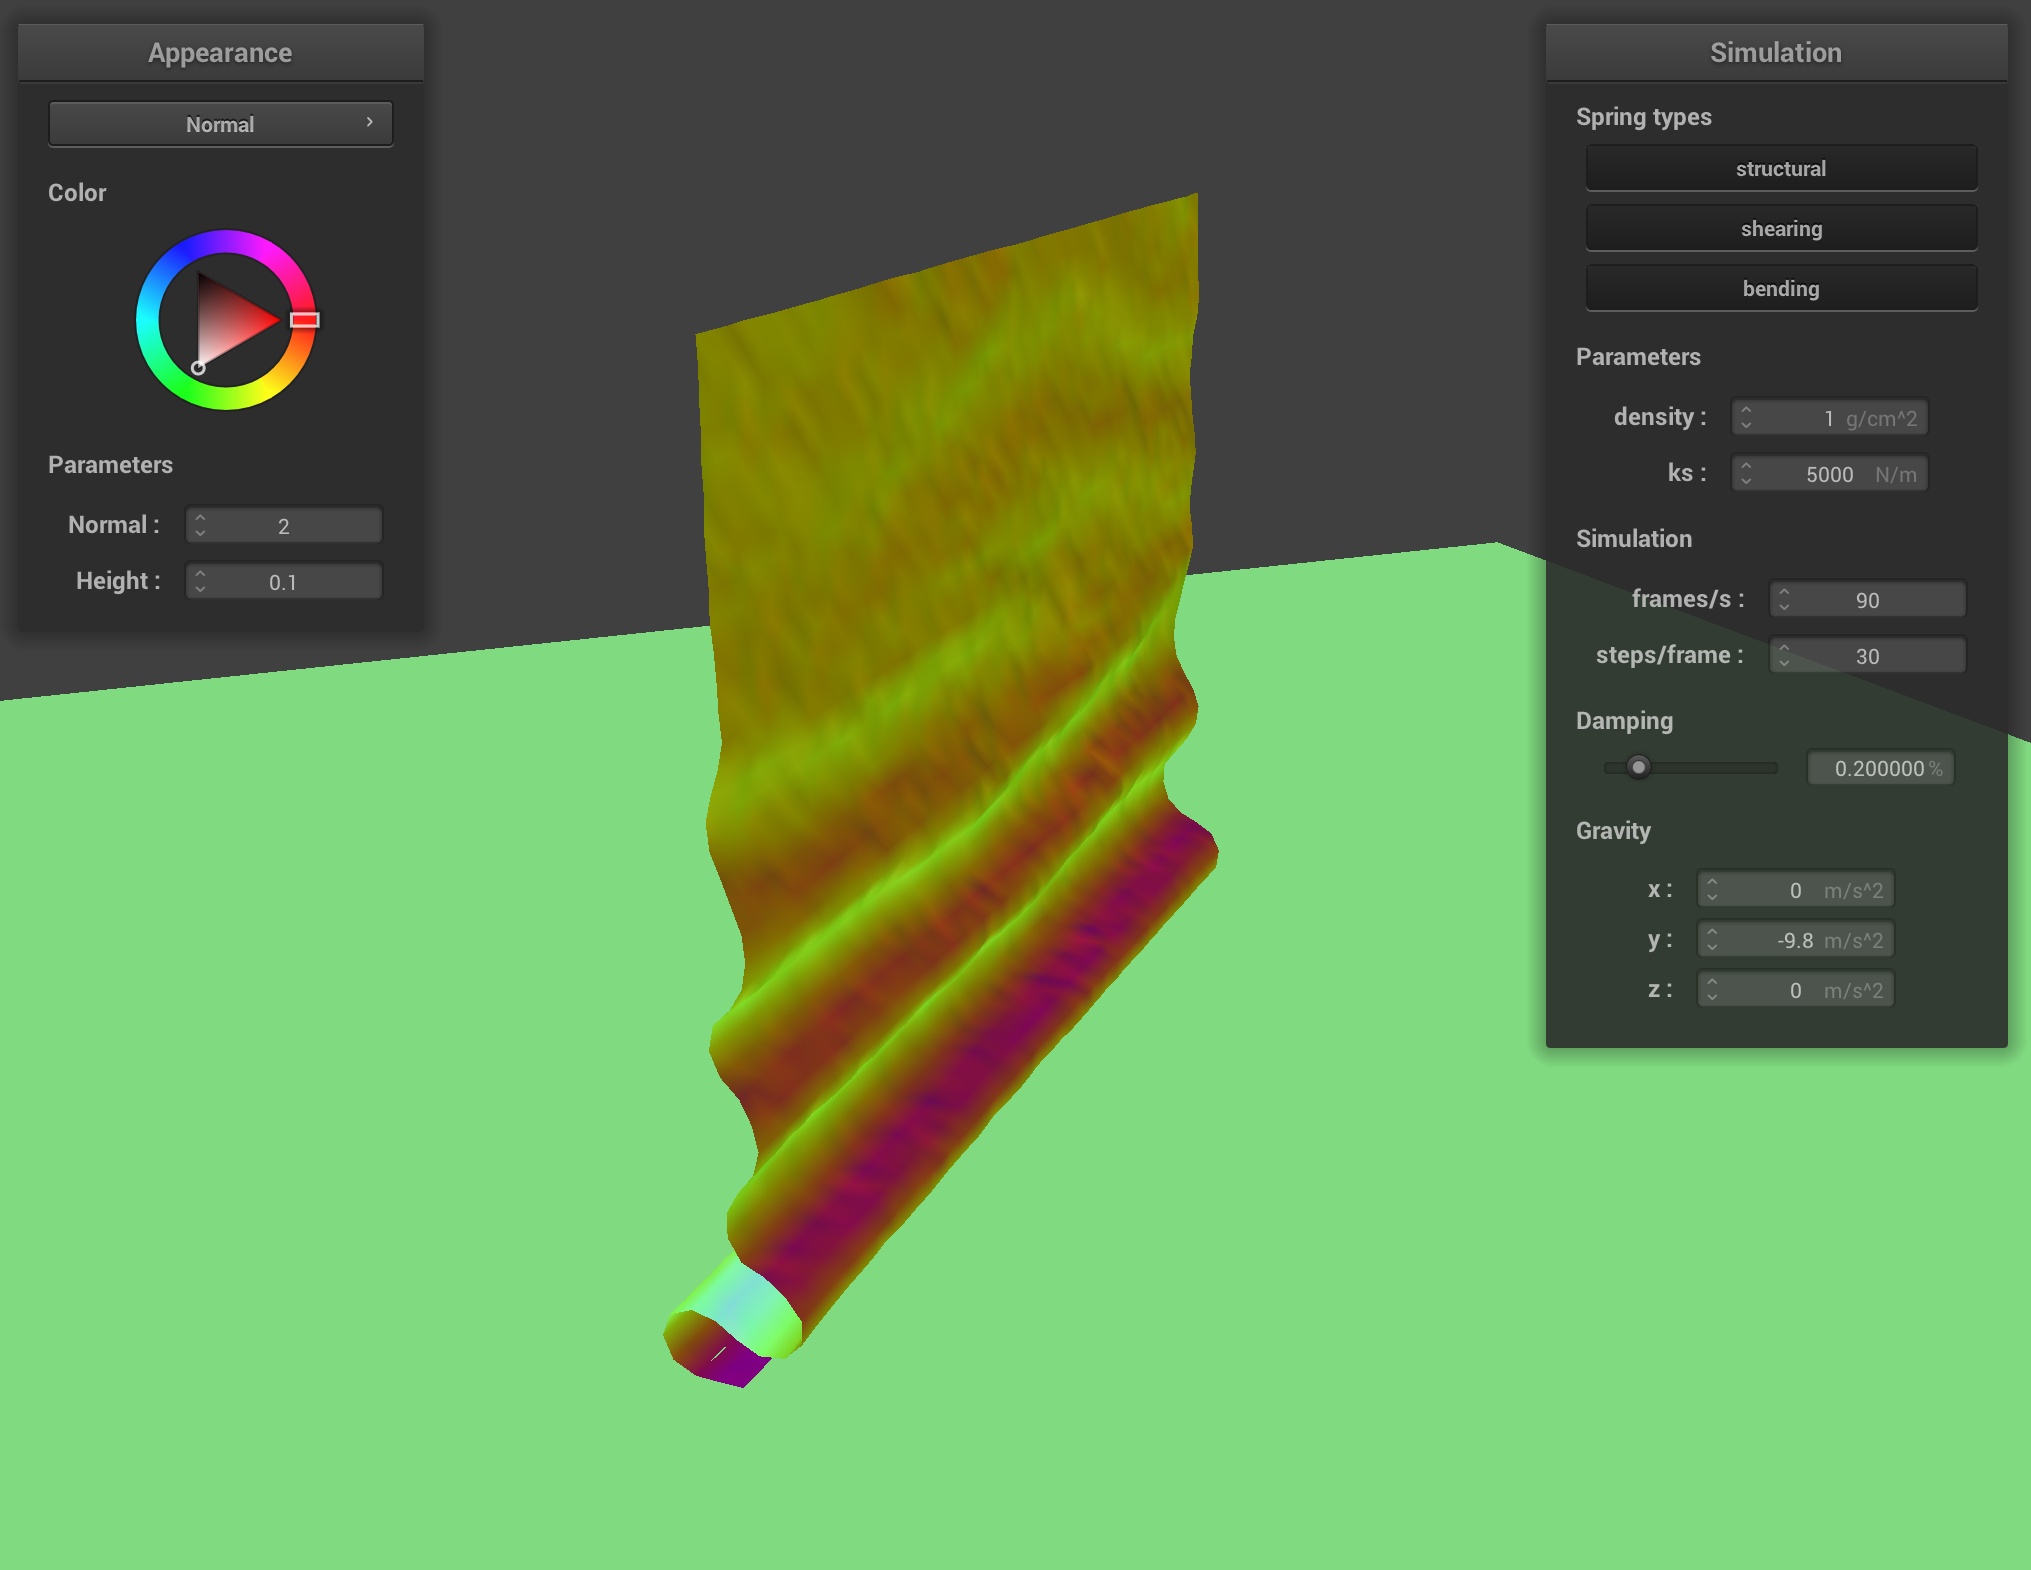 Appearance
Normal
Color
Parameters
Normal : 2
Height : 0.1
Simulation
Spring types
structural
shearing
bending
Parameters
density : 1 g/cm^2
ks : 5000 N/m
Simulation
frames/s : 90
steps/frame : 30
Damping
0.200000 %
Gravity
x : 0 m/s^2
y : -9.8 m/s^2
z : 0 m/s^2